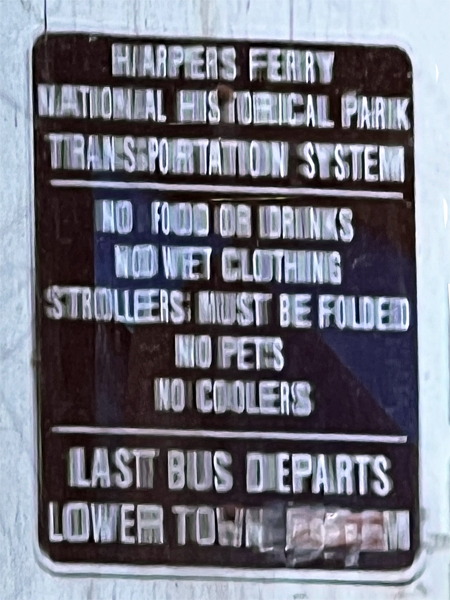 HARPERS FERRY
NATIONAL HISTORICAL PARK
TRANSPORTATION SYSTEM
NO FOOD OR DRINKS
NO WET CLOTHING
STROLLERS MUST BE FOLDED
NO PETS
NO COOLERS
LAST BUS DEPARTS
LOWER TOWN